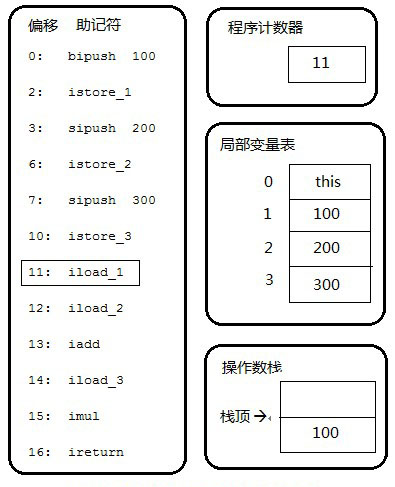 偏移 助记符
0: bipush 100
2: istore_1
3: sipush 200
6: istore_2
7: sipush 300
10: istore_3
11: iload_1
12: iload_2
13: iadd
14: iload_3
15: imul
16: ireturn
程序计数器
11
局部变量表
0 this
1 100
2 200
3 300
操作数栈
栈顶→
100